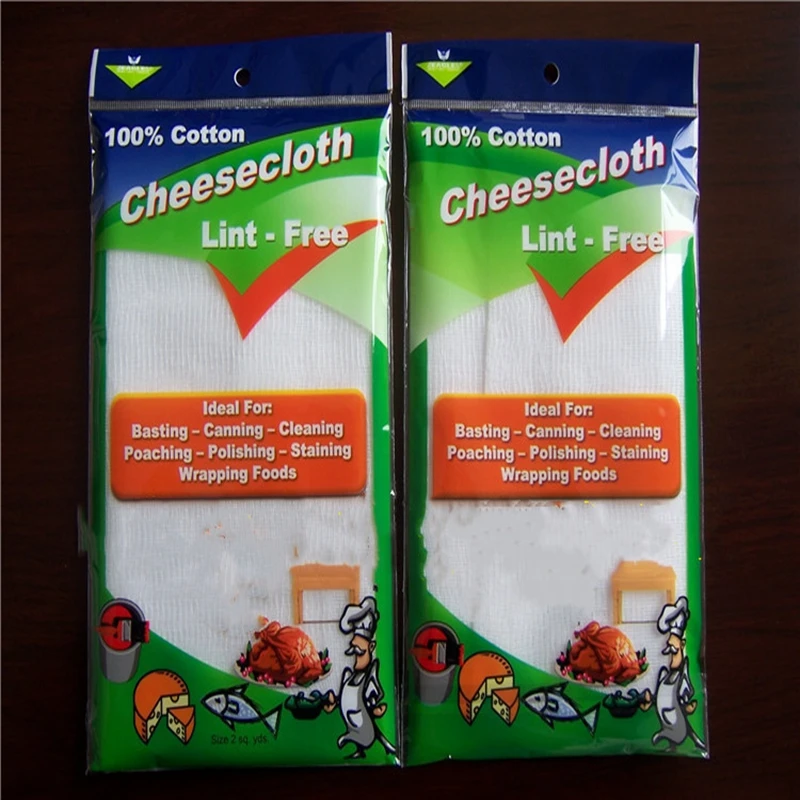 100% Cotton
Cheesecloth
Lint - Free
Ideal For:
Basting – Canning – Cleaning
Poaching – Polishing – Staining
Wrapping Foods
Size 2 sq. yds.
100% Cotton
Cheesecloth
Lint - Free
Ideal For:
Basting – Canning – Cleaning
Poaching – Polishing – Staining
Wrapping Foods